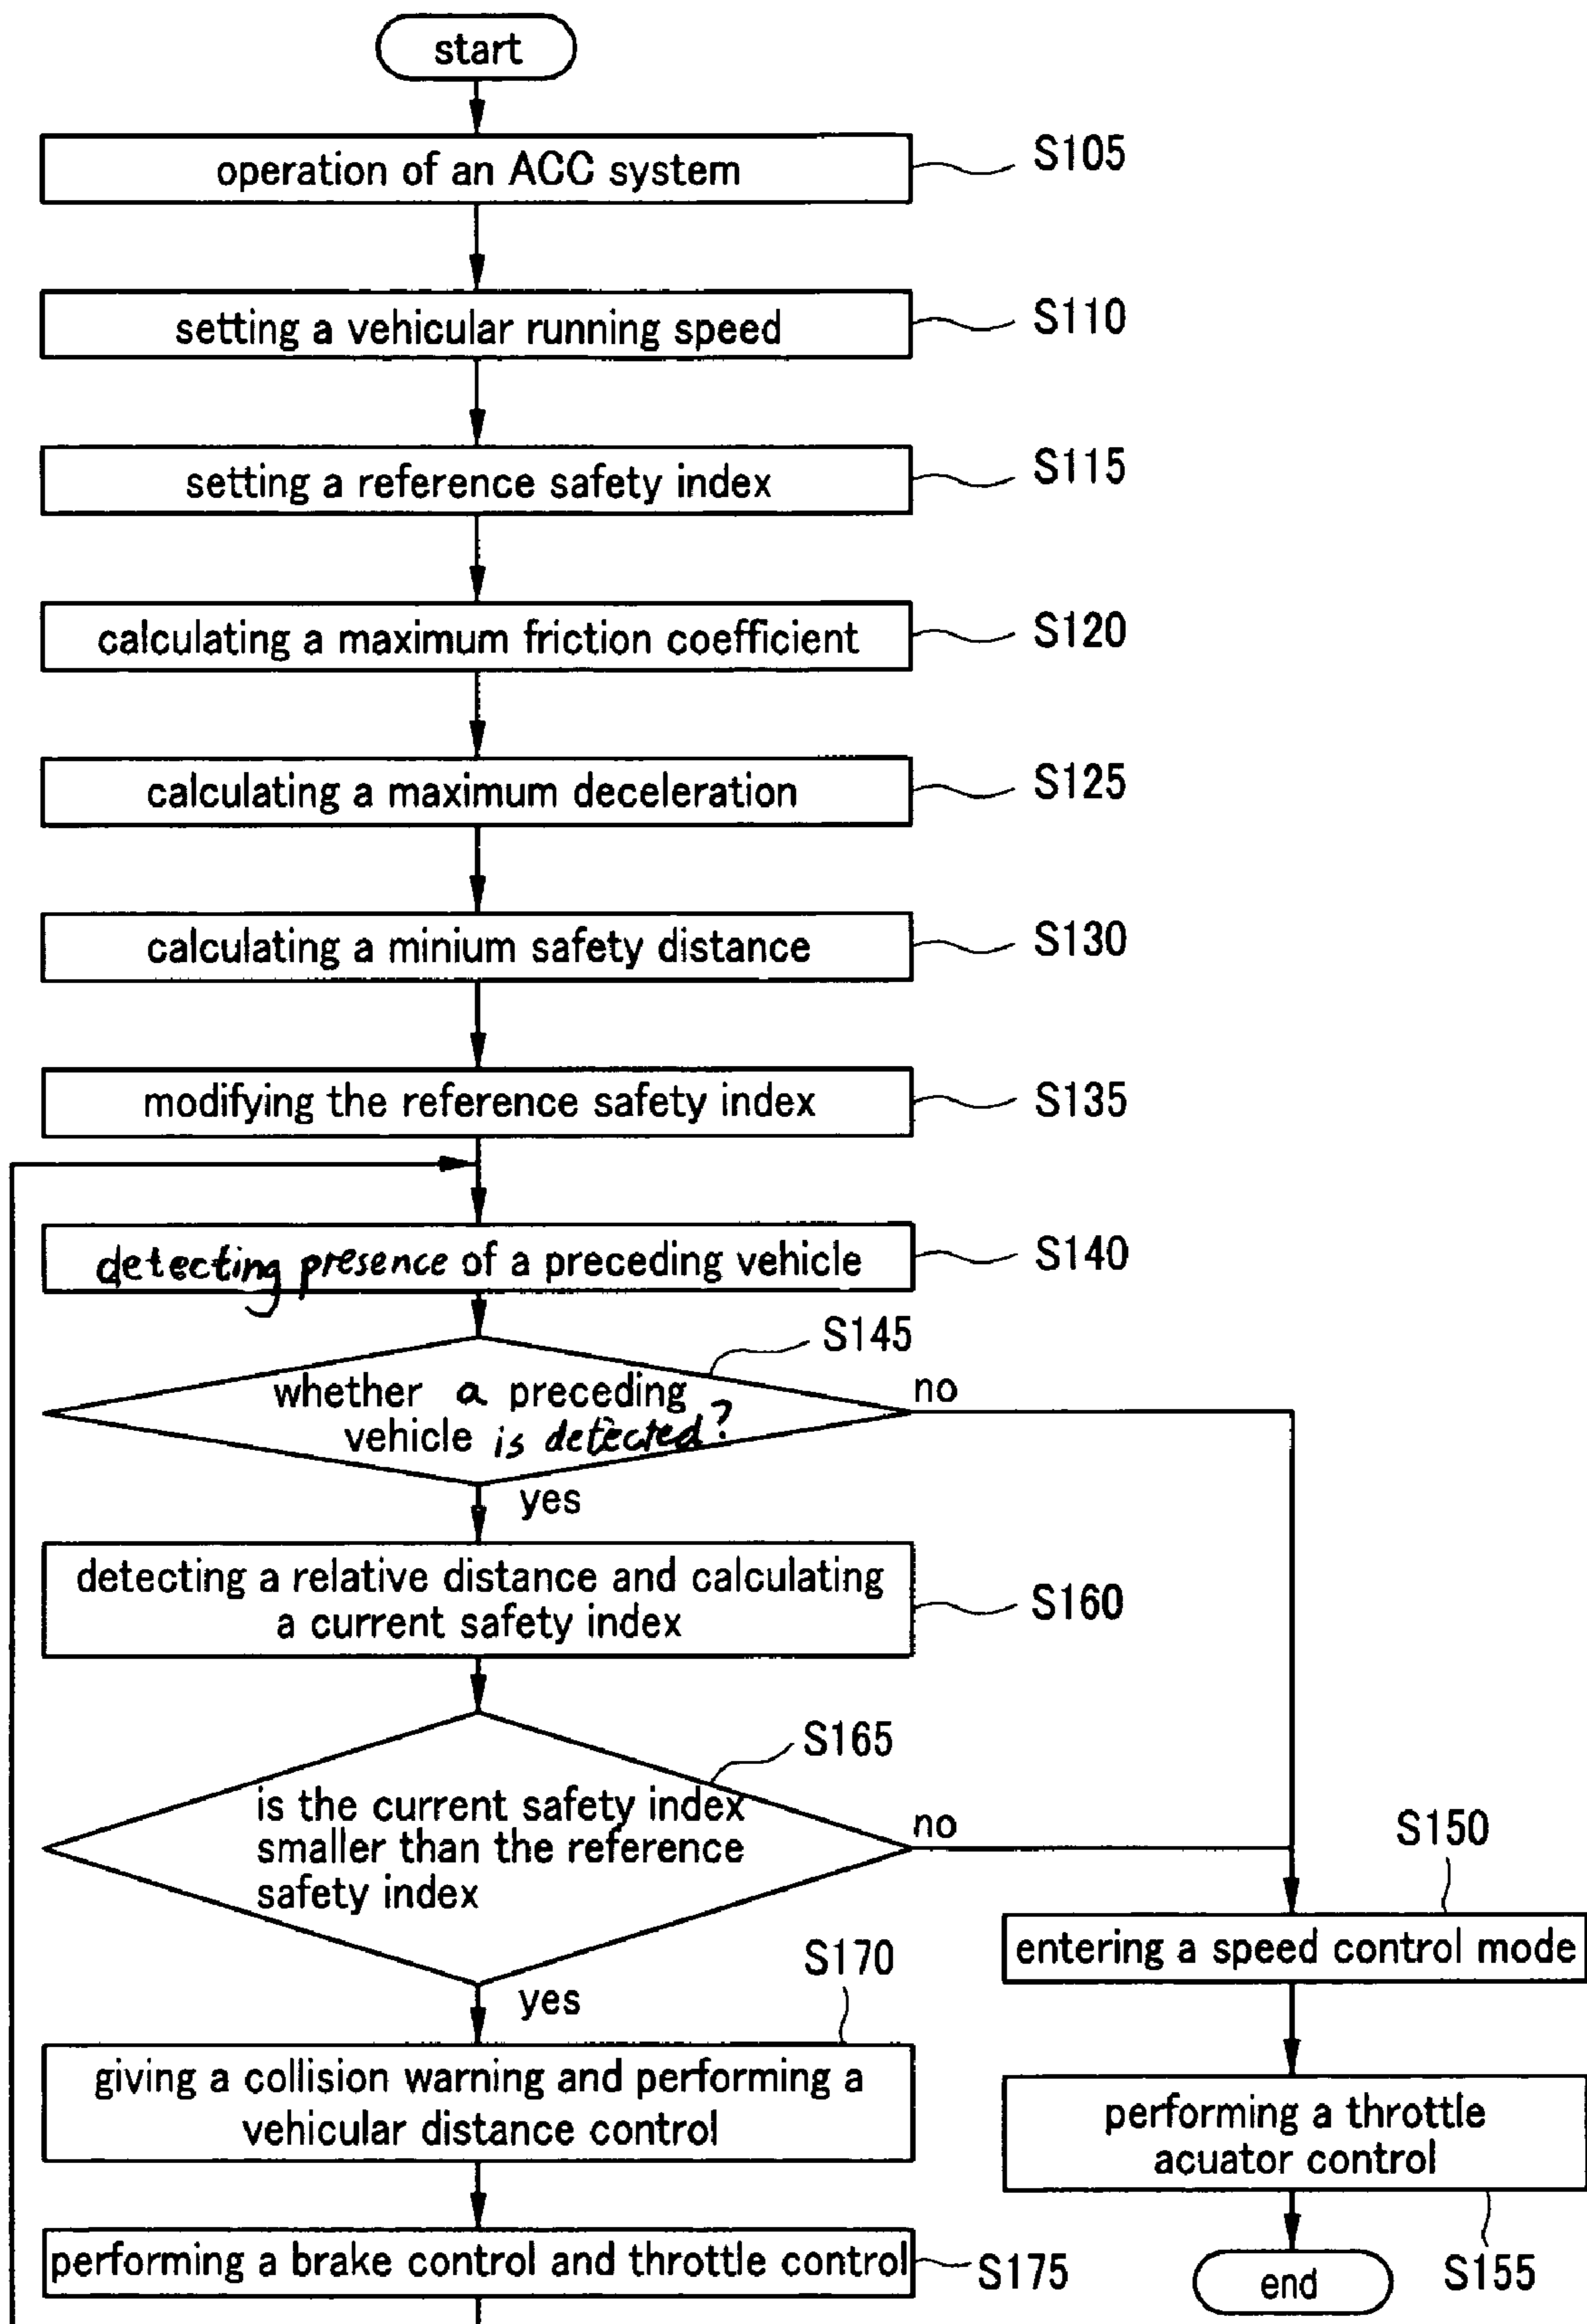 start
operation of an ACC system
S105
setting a vehicular running speed
S110
setting a reference safety index
S115
calculating a maximum friction coefficient
S120
calculating a maximum deceleration
S125
calculating a minium safety distance
S130
modifying the reference safety index
S135
detecting presence of a preceding vehicle
S140
S145
whether a preceding
vehicle is detected?
no
yes
detecting a relative distance and calculating
a current safety index
S160
S165
is the current safety index
smaller than the reference
safety index
no
yes
S150
entering a speed control mode
S170
giving a collision warning and performing a
vehicular distance control
performing a throttle
acuator control
S155
performing a brake control and throttle control
S175
end